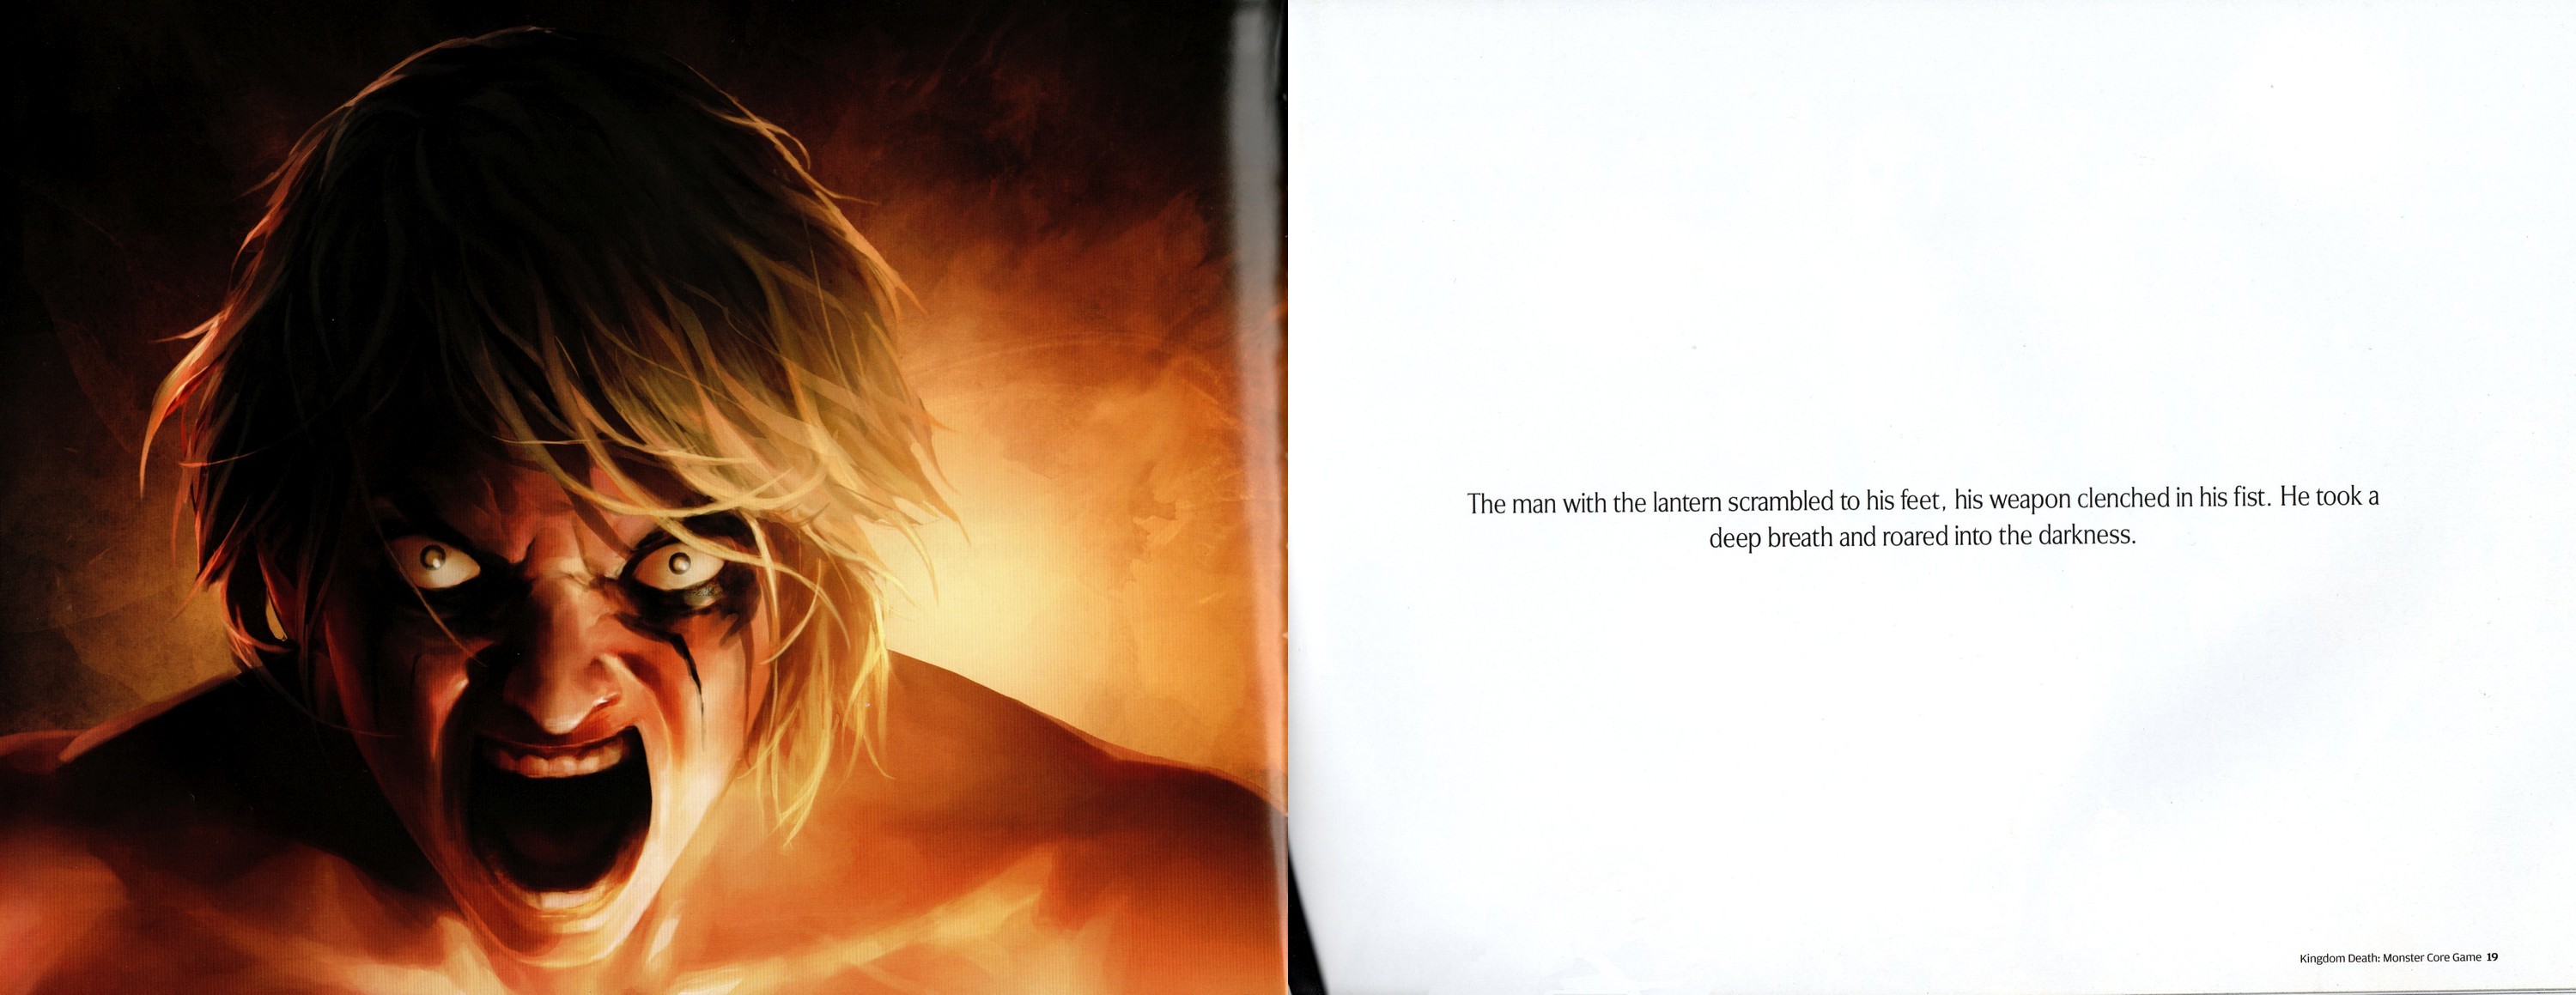 The man with the lantern scrambled to his feet, his weapon clenched in his fist. He took a
deep breath and roared into the darkness.
Kingdom Death: Monster Core Game 19